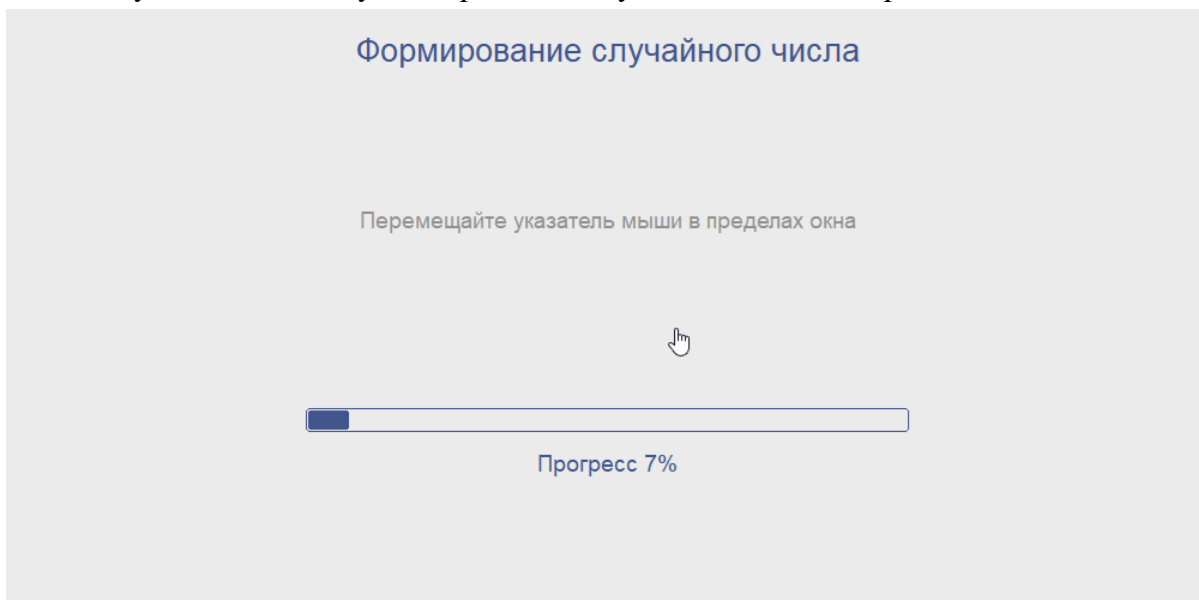 Формирование случайного числа
Перемещайте указатель мыши в пределах окна
Прогресс 7%